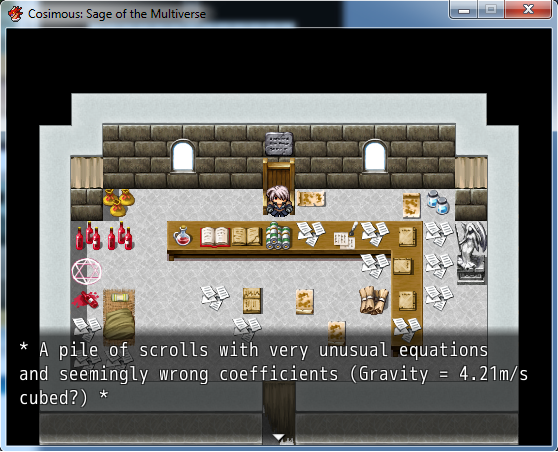 Cosimous: Sage of the Multiverse
* A pile of scrolls with very unusual equations
and seemingly wrong coefficients (Gravity = 4.21m/s
cubed?) *